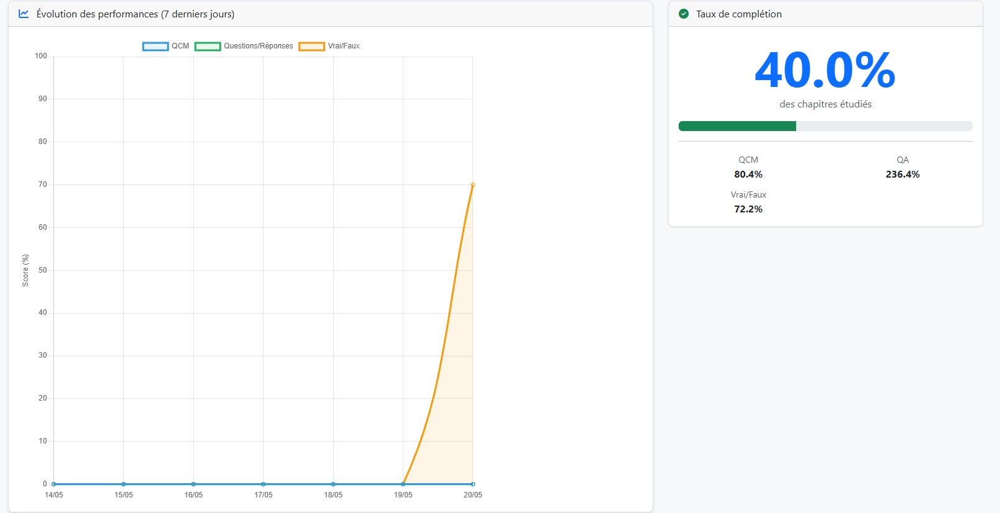 Évolution des performances (7 derniers jours)
QCM Questions/Réponses Vrai/Faux
100
90
80
70
60
50
40
30
20
10
0
Score (%)
14/05 15/05 16/05 17/05 18/05 19/05 20/05
Taux de complétion
40.0%
des chapitres étudiés
QCM QA
80.4% 236.4%
Vrai/Faux
72.2%